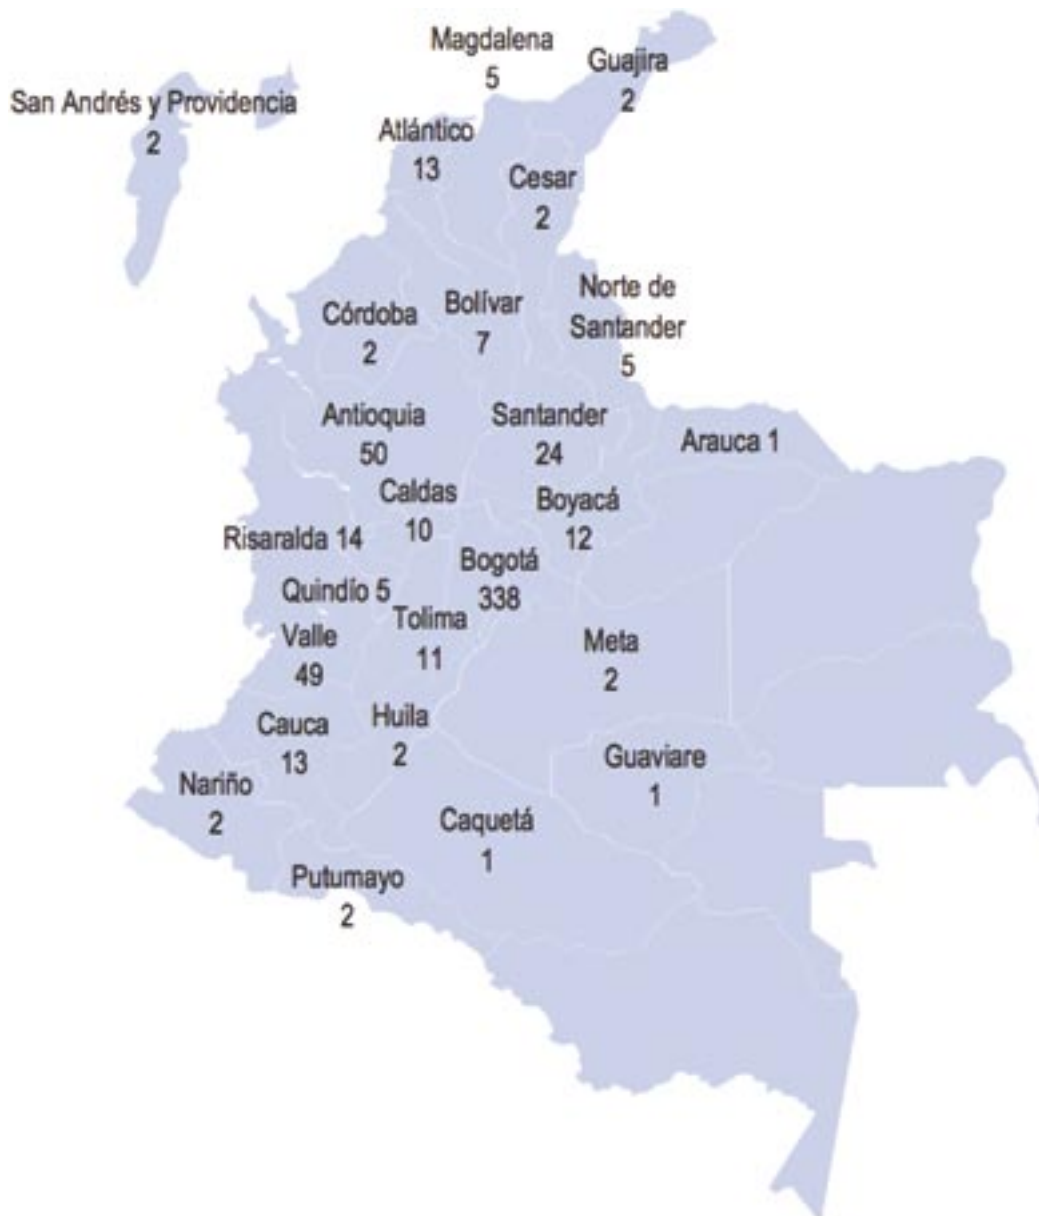 Magdalena
5
Guajira
2
San Andrés y Providencia
2
Atlántico
13
Cesar
2
Norte de
Santander
5
Bolívar
7
Córdoba
2
Antioquia
50
Santander
24
Arauca 1
Caldas
10
Boyacá
12
Risaralda 14
Bogotá
338
Quindío 5
Tolima
11
Valle
49
Meta
2
Cauca
13
Huila
2
Guaviare
1
Nariño
2
Caquetá
1
Putumayo
2